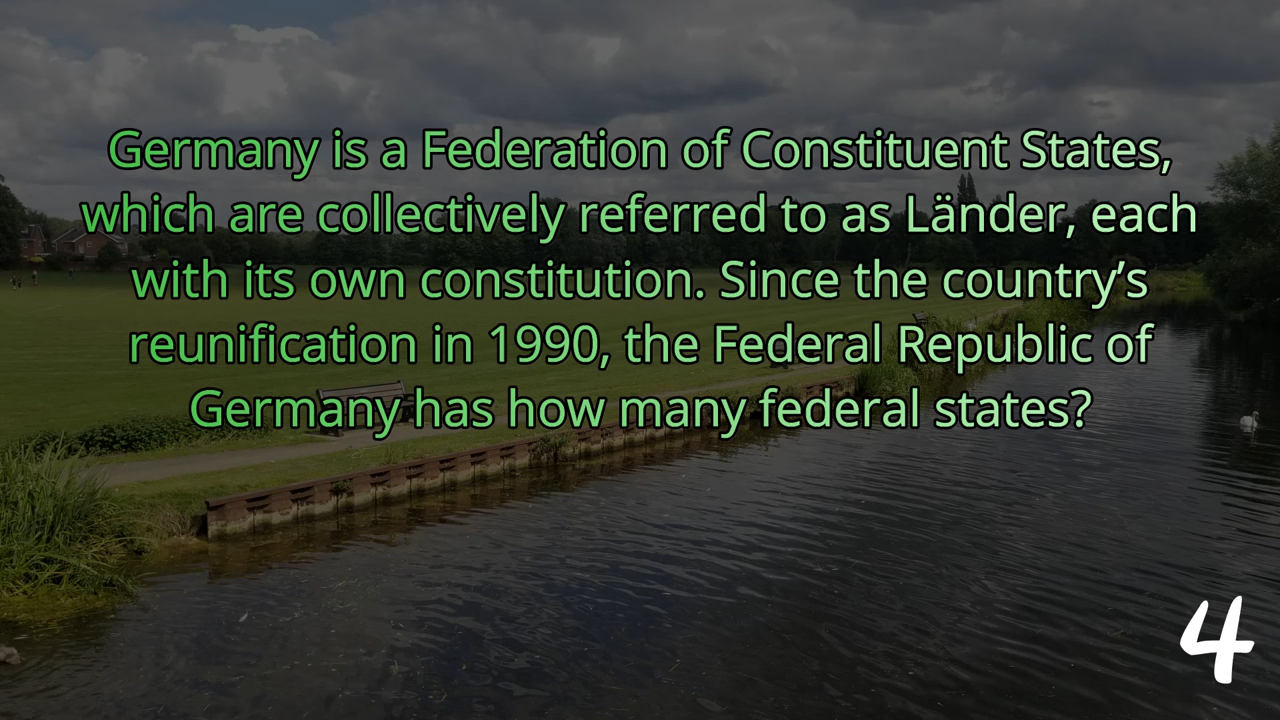 Germany is a Federation of Constituent States,
which are collectively referred to as Länder, each
with its own constitution. Since the country’s
reunification in 1990, the Federal Republic of
Germany has how many federal states?
4